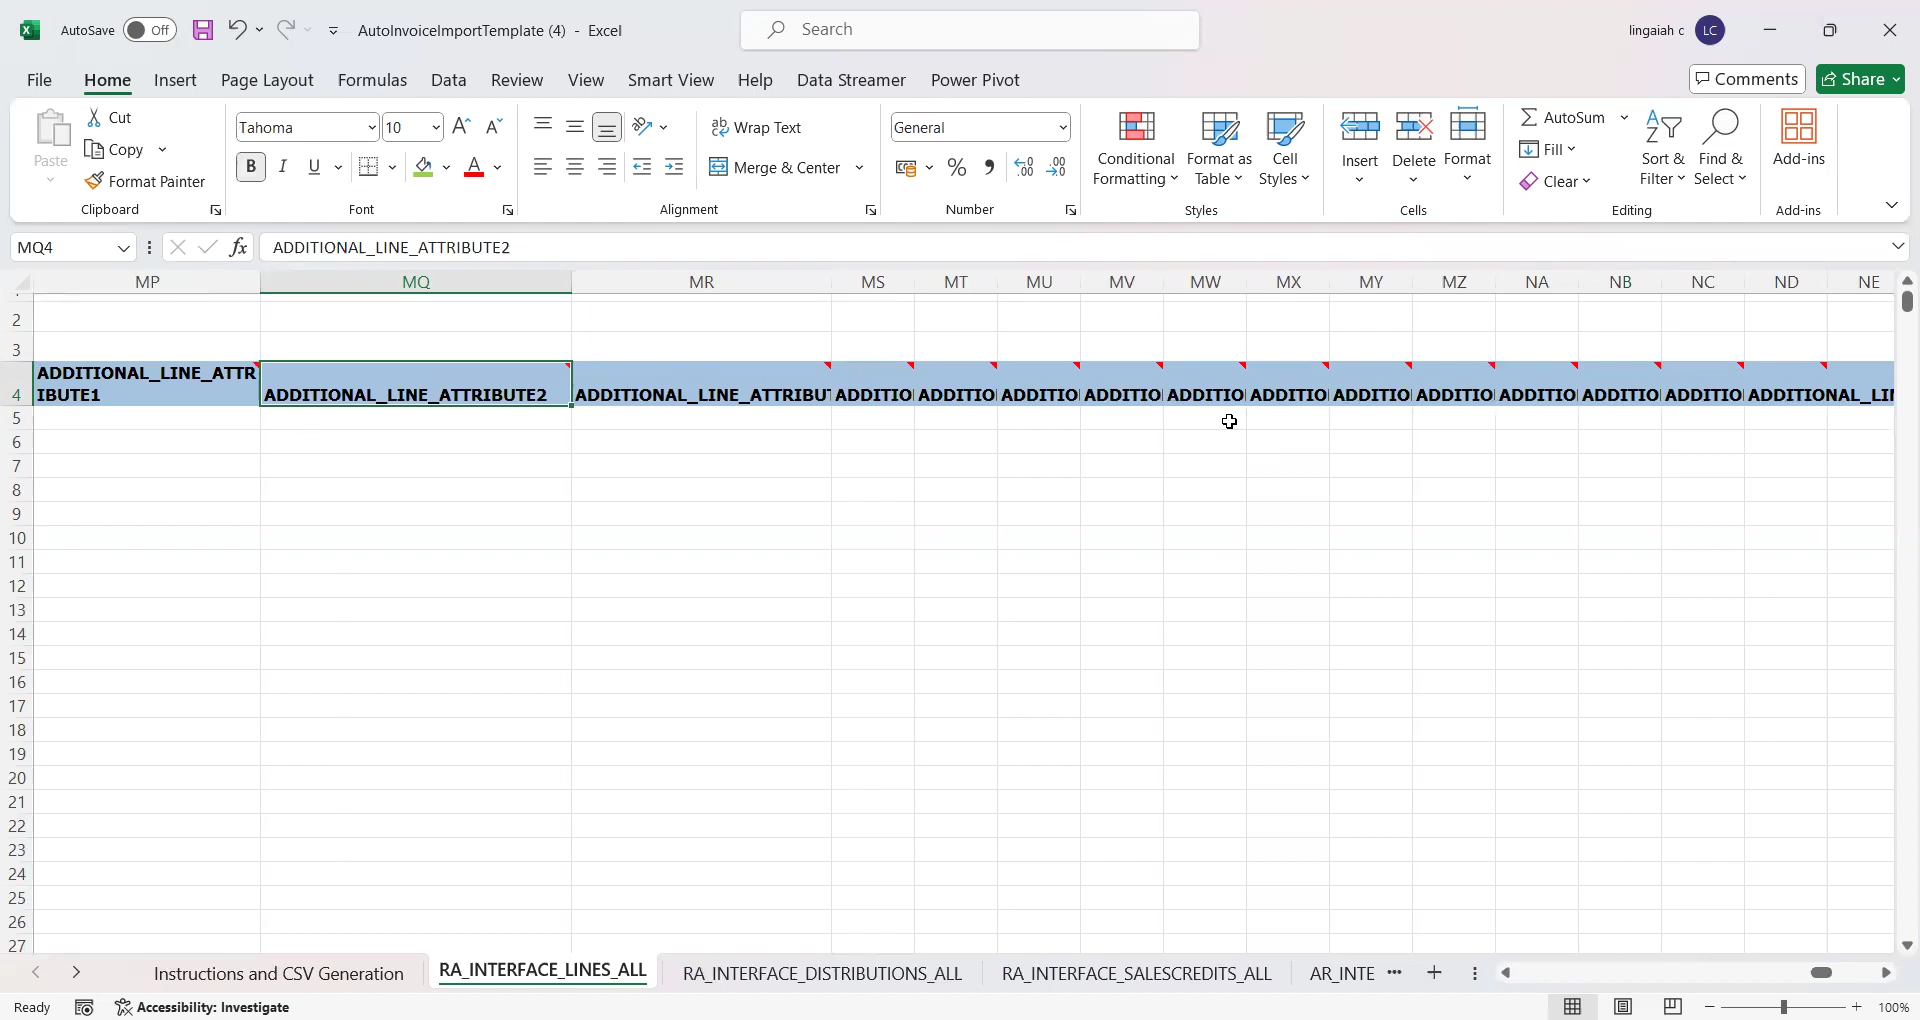 AutoSave Off AutoInvoiceImportTemplate (4) - Excel Search lingaiah c LC
File Home Insert Page Layout Formulas Data Review View Smart View Help Data Streamer Power Pivot Comments Share
Paste Cut Copy Format Painter
Clipboard
Tahoma 10
B I U A
Font
Wrap Text
Merge & Center
Alignment
General
%
Number
Conditional Formatting
Format as Table
Cell Styles
Styles
Insert Delete Format
Cells
AutoSum
Fill
Clear
Sort & Filter
Find & Select
Editing
Add-ins
Add-ins
MQ4 fx ADDITIONAL_LINE_ATTRIBUTE2
MP MQ MR MS MT MU MV MW MX MY MZ NA NB NC ND NE
2
3
4 ADDITIONAL_LINE_ATTR
IBUTE1 ADDITIONAL_LINE_ATTRIBUTE2 ADDITIONAL_LINE_ATTRIBUT ADDITIO ADDITIO ADDITIO ADDITIO ADDITIO ADDITIO ADDITIO ADDITIO ADDITIO ADDITIO ADDITIO ADDITIONAL_LIN
5
6
7
8
9
10
11
12
13
14
15
16
17
18
19
20
21
22
23
24
25
26
27
Instructions and CSV Generation RA_INTERFACE_LINES_ALL RA_INTERFACE_DISTRIBUTIONS_ALL RA_INTERFACE_SALESCREDITS_ALL AR_INTE
Ready Accessibility: Investigate 100%